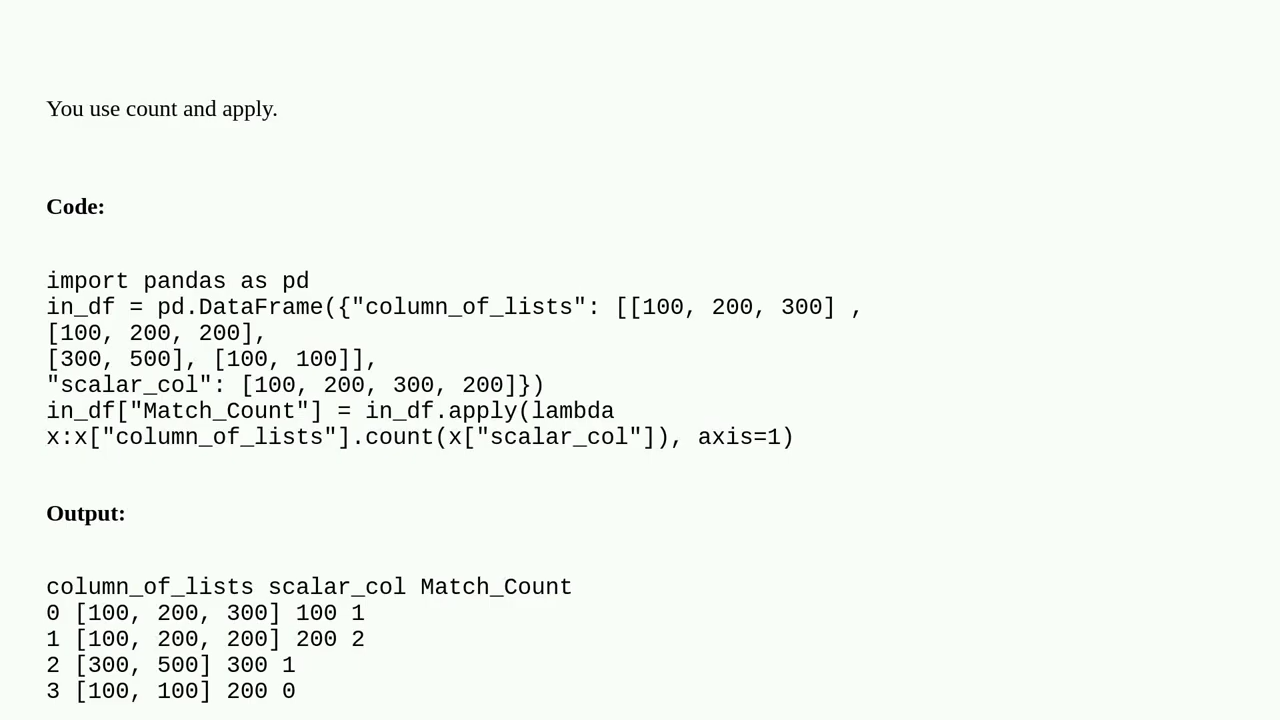 You use count and apply.
Code:
import pandas as pd
in_df = pd.DataFrame({"column_of_lists": [[100, 200, 300] ,
[100, 200, 200],
[300, 500], [100, 100]],
"scalar_col": [100, 200, 300, 200]})
in_df["Match_Count"] = in_df.apply(lambda
x:x["column_of_lists"].count(x["scalar_col"]), axis=1)
Output:
column_of_lists scalar_col Match_Count
0 [100, 200, 300] 100 1
1 [100, 200, 200] 200 2
2 [300, 500] 300 1
3 [100, 100] 200 0